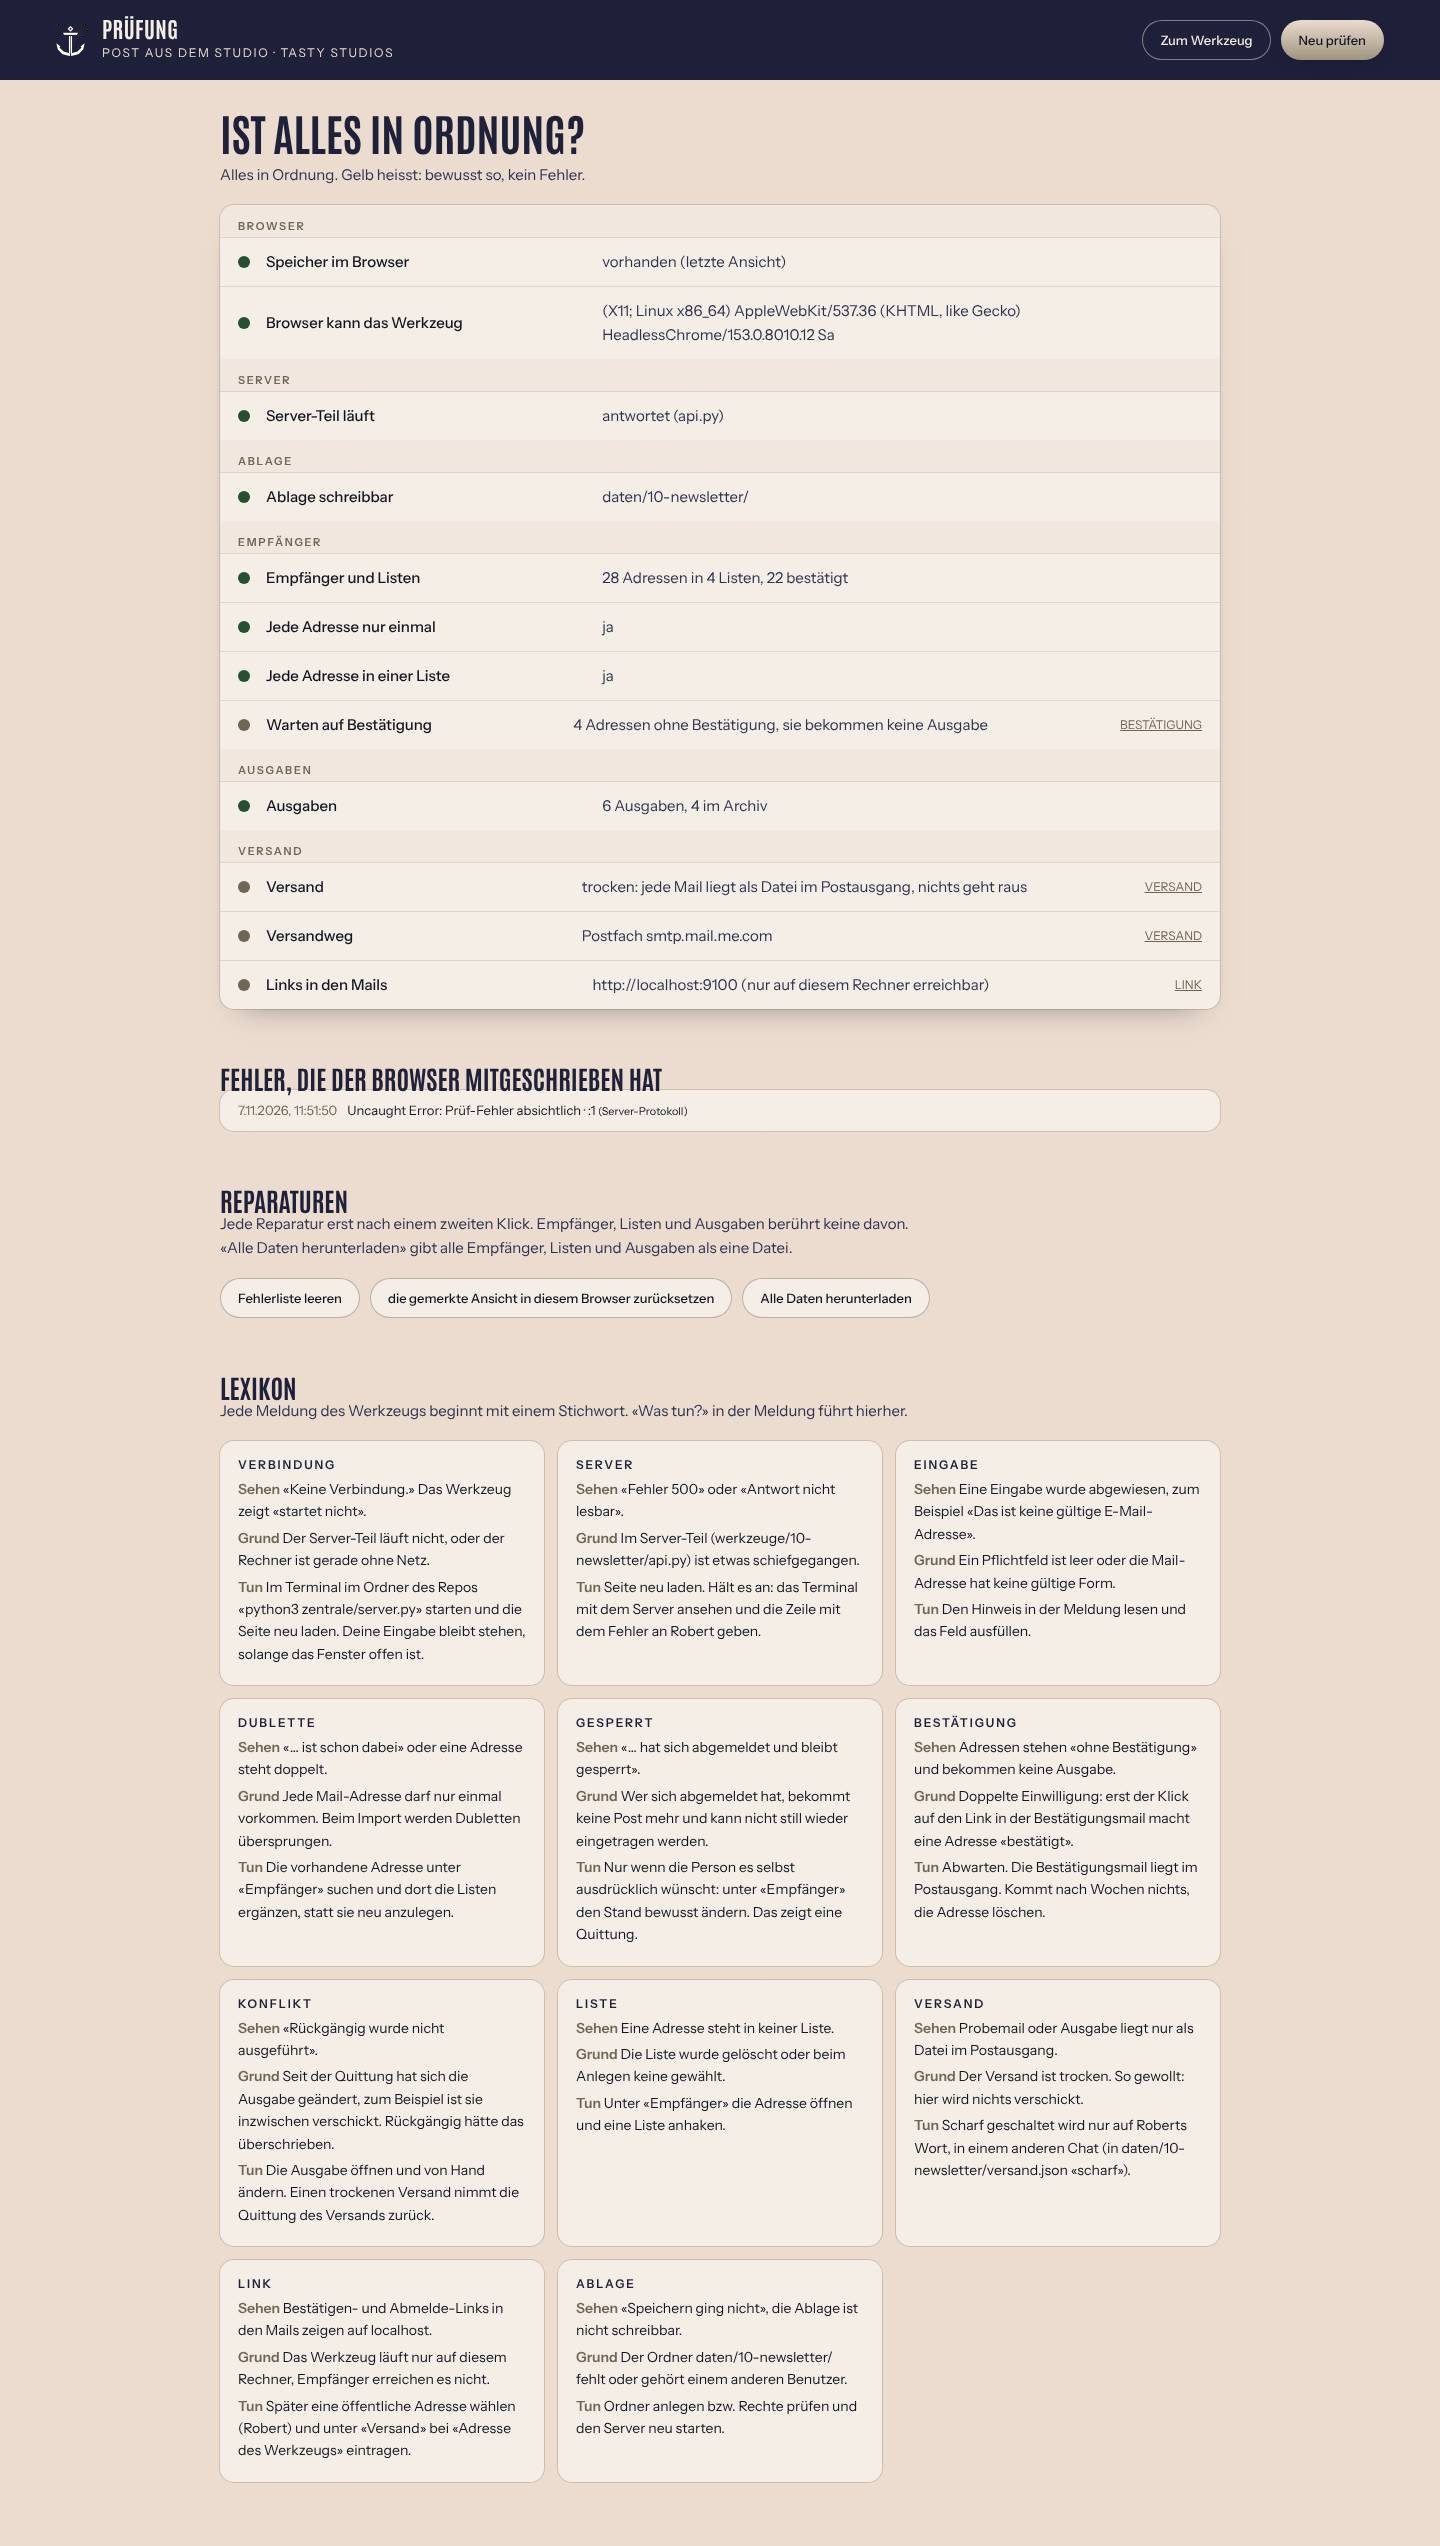 PRÜFUNG
POST AUS DEM STUDIO · TASTY STUDIOS
Zum Werkzeug
Neu prüfen
IST ALLES IN ORDNUNG?
Alles in Ordnung. Gelb heisst: bewusst so, kein Fehler.
BROWSER
Speicher im Browser
vorhanden (letzte Ansicht)
Browser kann das Werkzeug
(X11; Linux x86_64) AppleWebKit/537.36 (KHTML, like Gecko)
HeadlessChrome/153.0.8010.12 Sa
SERVER
Server-Teil läuft
antwortet (api.py)
ABLAGE
Ablage schreibbar
daten/10-newsletter/
EMPFÄNGER
Empfänger und Listen
28 Adressen in 4 Listen, 22 bestätigt
Jede Adresse nur einmal
ja
Jede Adresse in einer Liste
ja
Warten auf Bestätigung
4 Adressen ohne Bestätigung, sie bekommen keine Ausgabe
BESTÄTIGUNG
AUSGABEN
Ausgaben
6 Ausgaben, 4 im Archiv
VERSAND
Versand
trocken: jede Mail liegt als Datei im Postausgang, nichts geht raus
VERSAND
Versandweg
Postfach smtp.mail.me.com
VERSAND
Links in den Mails
http://localhost:9100 (nur auf diesem Rechner erreichbar)
LINK
FEHLER, DIE DER BROWSER MITGESCHRIEBEN HAT
7.11.2026, 11:51:50 Uncaught Error: Prüf-Fehler absichtlich · :1 (Server-Protokoll)
REPARATUREN
Jede Reparatur erst nach einem zweiten Klick. Empfänger, Listen und Ausgaben berührt keine davon.
«Alle Daten herunterladen» gibt alle Empfänger, Listen und Ausgaben als eine Datei.
Fehlerliste leeren
die gemerkte Ansicht in diesem Browser zurücksetzen
Alle Daten herunterladen
LEXIKON
Jede Meldung des Werkzeugs beginnt mit einem Stichwort. «Was tun?» in der Meldung führt hierher.
VERBINDUNG
Sehen «Keine Verbindung.» Das Werkzeug
zeigt «startet nicht».
Grund Der Server-Teil läuft nicht, oder der
Rechner ist gerade ohne Netz.
Tun Im Terminal im Ordner des Repos
«python3 zentrale/server.py» starten und die
Seite neu laden. Deine Eingabe bleibt stehen,
solange das Fenster offen ist.
SERVER
Sehen «Fehler 500» oder «Antwort nicht
lesbar».
Grund Im Server-Teil (werkzeuge/10-
newsletter/api.py) ist etwas schiefgegangen.
Tun Seite neu laden. Hält es an: das Terminal
mit dem Server ansehen und die Zeile mit
dem Fehler an Robert geben.
EINGABE
Sehen Eine Eingabe wurde abgewiesen, zum
Beispiel «Das ist keine gültige E-Mail-
Adresse».
Grund Ein Pflichtfeld ist leer oder die Mail-
Adresse hat keine gültige Form.
Tun Den Hinweis in der Meldung lesen und
das Feld ausfüllen.
DUBLETTE
Sehen «… ist schon dabei» oder eine Adresse
steht doppelt.
Grund Jede Mail-Adresse darf nur einmal
vorkommen. Beim Import werden Dubletten
übersprungen.
Tun Die vorhandene Adresse unter
«Empfänger» suchen und dort die Listen
ergänzen, statt sie neu anzulegen.
GESPERRT
Sehen «… hat sich abgemeldet und bleibt
gesperrt».
Grund Wer sich abgemeldet hat, bekommt
keine Post mehr und kann nicht still wieder
eingetragen werden.
Tun Nur wenn die Person es selbst
ausdrücklich wünscht: unter «Empfänger»
den Stand bewusst ändern. Das zeigt eine
Quittung.
BESTÄTIGUNG
Sehen Adressen stehen «ohne Bestätigung»
und bekommen keine Ausgabe.
Grund Doppelte Einwilligung: erst der Klick
auf den Link in der Bestätigungsmail macht
eine Adresse «bestätigt».
Tun Abwarten. Die Bestätigungsmail liegt im
Postausgang. Kommt nach Wochen nichts,
die Adresse löschen.
KONFLIKT
Sehen «Rückgängig wurde nicht
ausgeführt».
Grund Seit der Quittung hat sich die
Ausgabe geändert, zum Beispiel ist sie
inzwischen verschickt. Rückgängig hätte das
überschrieben.
Tun Die Ausgabe öffnen und von Hand
ändern. Einen trockenen Versand nimmt die
Quittung des Versands zurück.
LISTE
Sehen Eine Adresse steht in keiner Liste.
Grund Die Liste wurde gelöscht oder beim
Anlegen keine gewählt.
Tun Unter «Empfänger» die Adresse öffnen
und eine Liste anhaken.
VERSAND
Sehen Probemail oder Ausgabe liegt nur als
Datei im Postausgang.
Grund Der Versand ist trocken. So gewollt:
hier wird nichts verschickt.
Tun Scharf geschaltet wird nur auf Roberts
Wort, in einem anderen Chat (in daten/10-
newsletter/versand.json «scharf»).
LINK
Sehen Bestätigen- und Abmelde-Links in
den Mails zeigen auf localhost.
Grund Das Werkzeug läuft nur auf diesem
Rechner, Empfänger erreichen es nicht.
Tun Später eine öffentliche Adresse wählen
(Robert) und unter «Versand» bei «Adresse
des Werkzeugs» eintragen.
ABLAGE
Sehen «Speichern ging nicht», die Ablage ist
nicht schreibbar.
Grund Der Ordner daten/10-newsletter/
fehlt oder gehört einem anderen Benutzer.
Tun Ordner anlegen bzw. Rechte prüfen und
den Server neu starten.